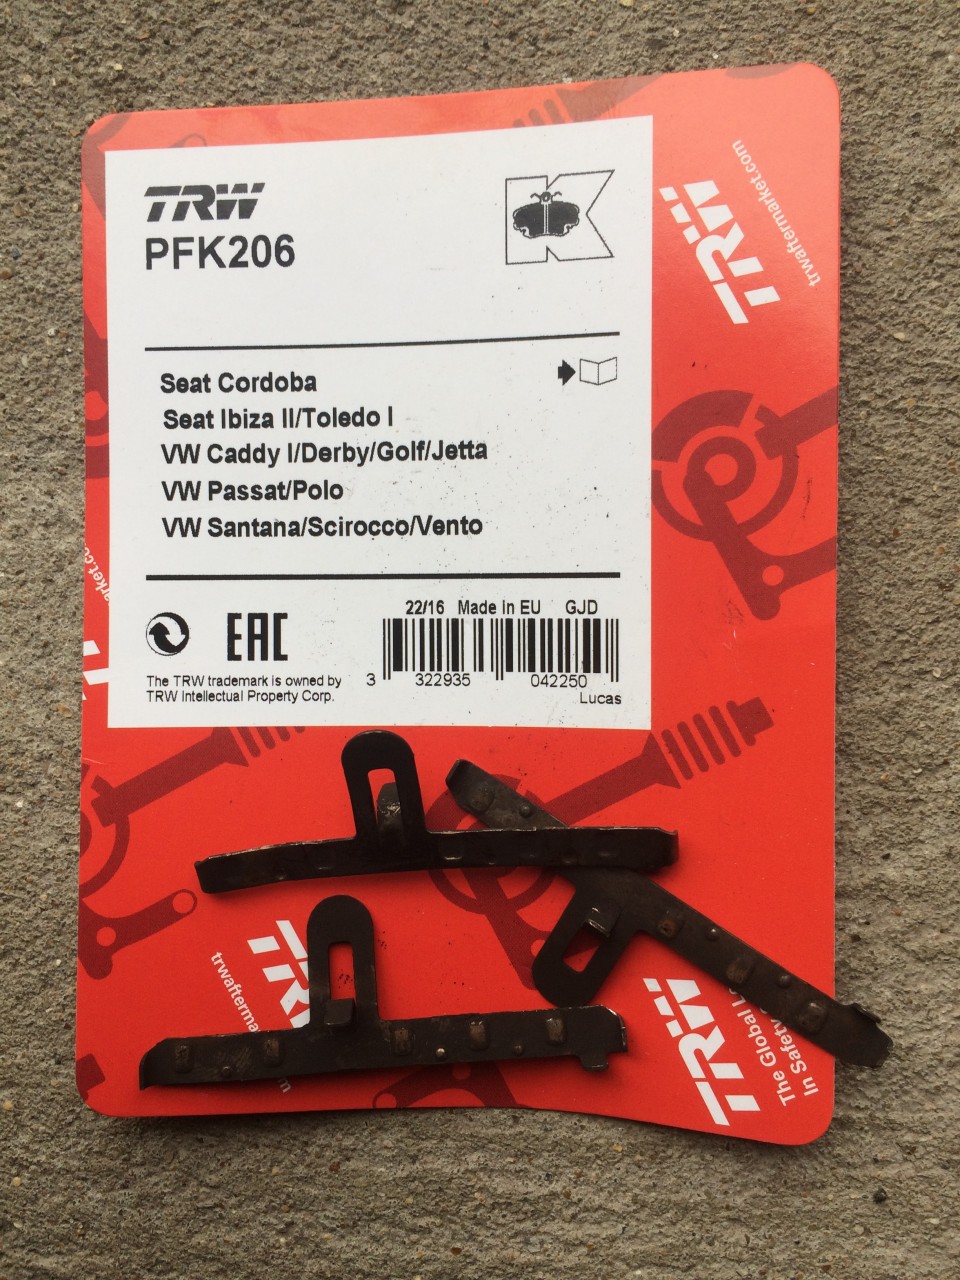 TRW
PFK206
K
Seat Cordoba
Seat Ibiza II/Toledo I
VW Caddy I/Derby/Golf/Jetta
VW Passat/Polo
VW Santana/Scirocco/Vento
22/16 Made In EU GJD
EAC
The TRW trademark is owned by
TRW Intellectual Property Corp.
3 322935 042250
Lucas
TRW
trwaftermarket.com
TRW
The Global
In Safety